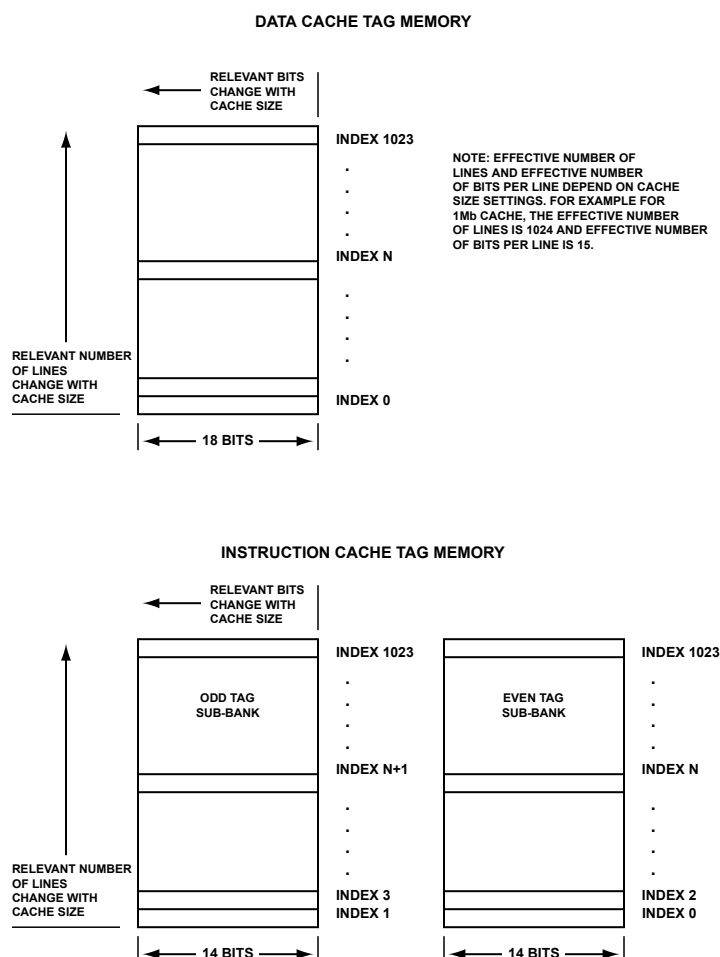 DATA CACHE TAG MEMORY
RELEVANT BITS
CHANGE WITH
CACHE SIZE
INDEX 1023
NOTE: EFFECTIVE NUMBER OF
LINES AND EFFECTIVE NUMBER
OF BITS PER LINE DEPEND ON CACHE
SIZE SETTINGS. FOR EXAMPLE FOR
1Mb CACHE, THE EFFECTIVE NUMBER
OF LINES IS 1024 AND EFFECTIVE NUMBER
OF BITS PER LINE IS 15.
INDEX N
RELEVANT NUMBER
OF LINES
CHANGE WITH
CACHE SIZE
INDEX 0
18 BITS
INSTRUCTION CACHE TAG MEMORY
RELEVANT BITS
CHANGE WITH
CACHE SIZE
INDEX 1023
INDEX 1023
ODD TAG
SUB-BANK
EVEN TAG
SUB-BANK
INDEX N+1
INDEX N
RELEVANT NUMBER
OF LINES
CHANGE WITH
CACHE SIZE
INDEX 3
INDEX 1
INDEX 2
INDEX 0
14 BITS
14 BITS